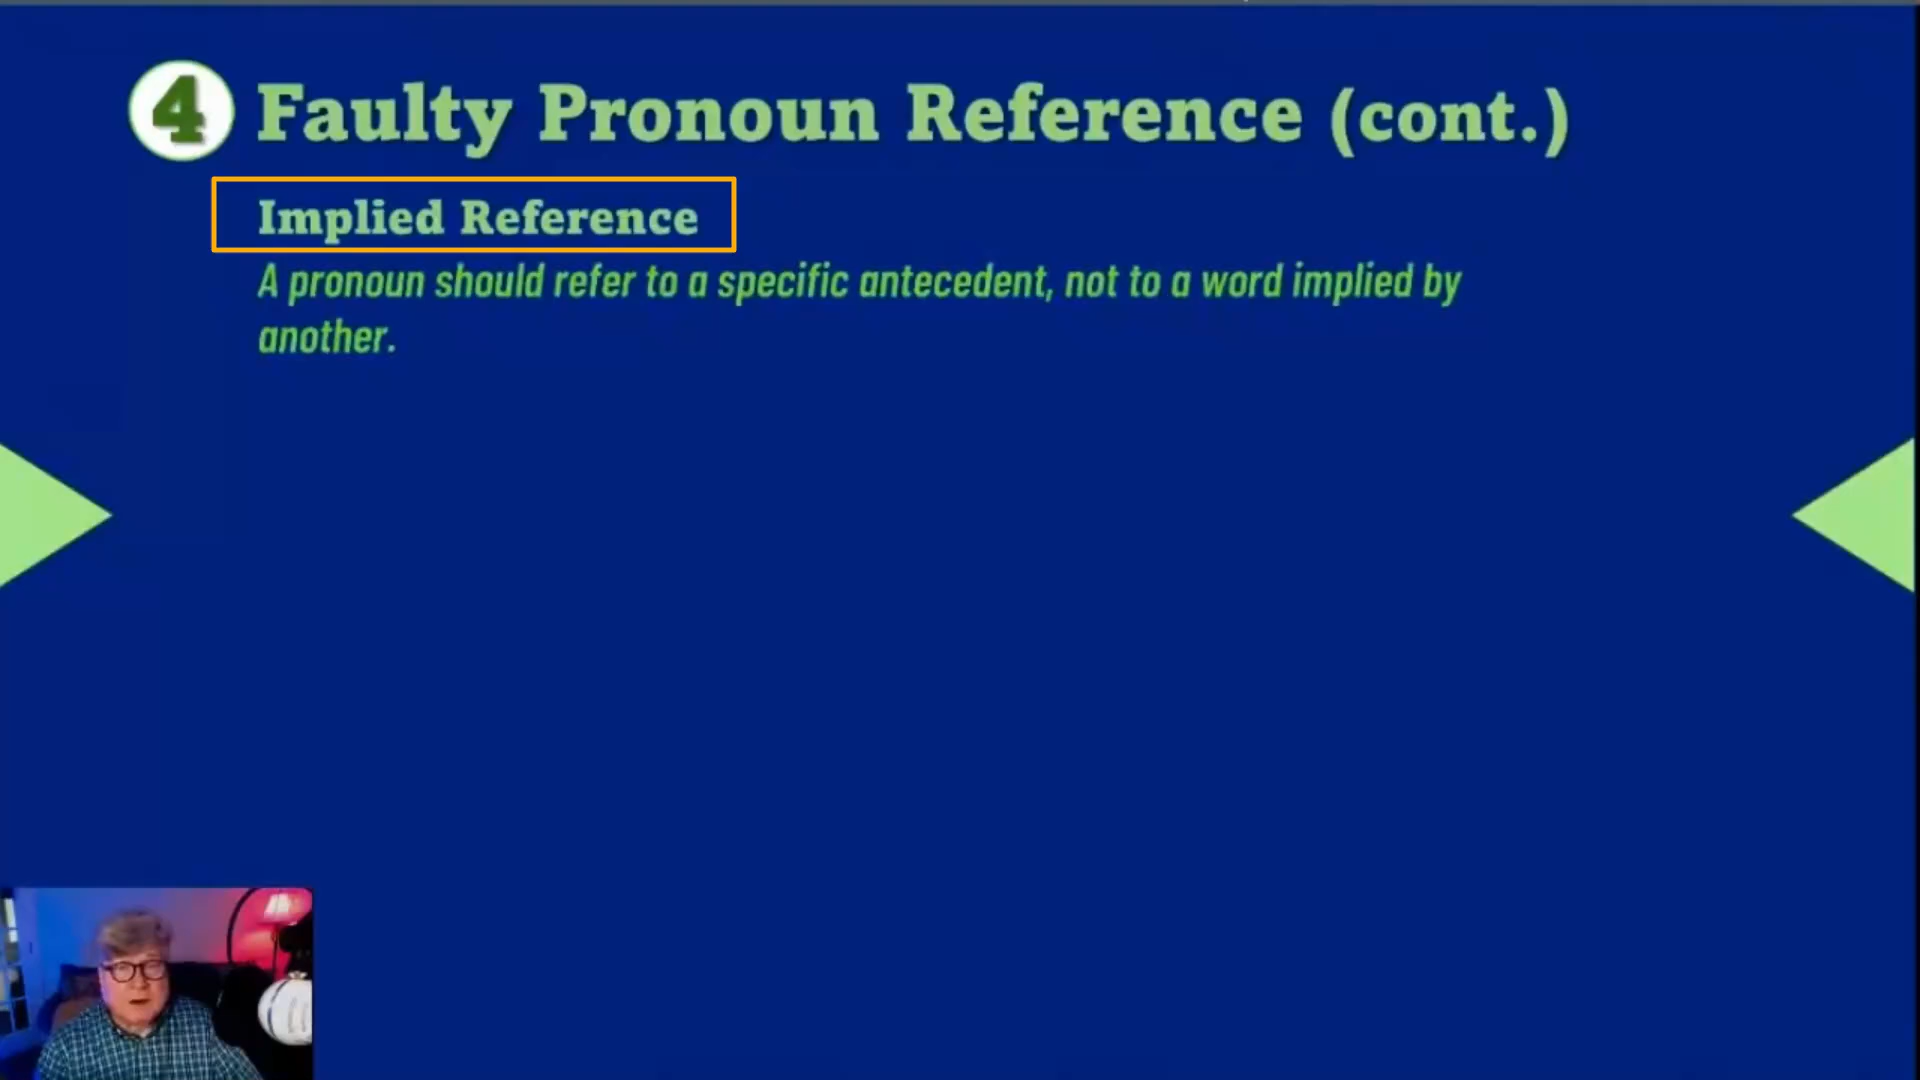 4 Faulty Pronoun Reference (cont.)
Implied Reference
A pronoun should refer to a specific antecedent, not to a word implied by
another.